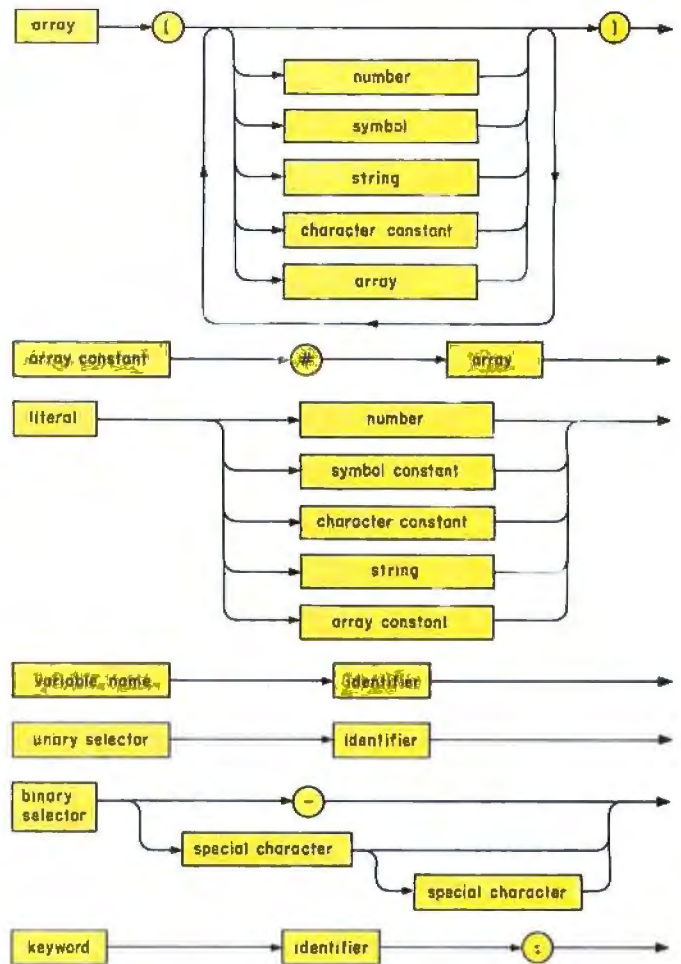 array ( )
number
symbol
string
character constant
array
array constant # array
literal number
symbol constant
character constant
string
array constant
variable name identifier
unary selector identifier
binary
selector
-
special character
special character
keyword identifier :